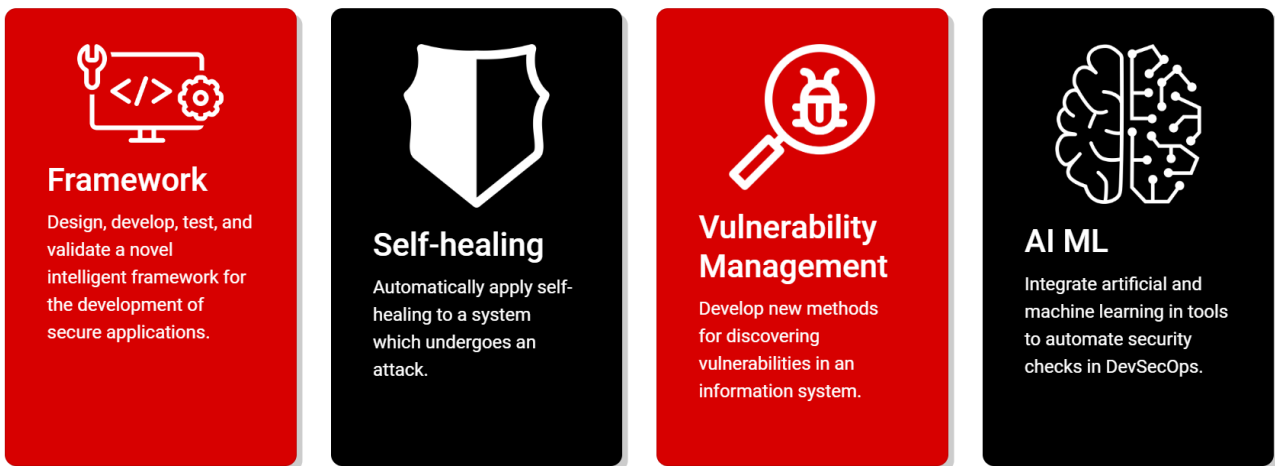 </>
Framework
Design, develop, test, and
validate a novel
intelligent framework for
the development of
secure applications.
Self-healing
Automatically apply self-
healing to a system
which undergoes an
attack.
Vulnerability
Management
Develop new methods
for discovering
vulnerabilities in an
information system.
AI ML
Integrate artificial and
machine learning in tools
to automate security
checks in DevSecOps.